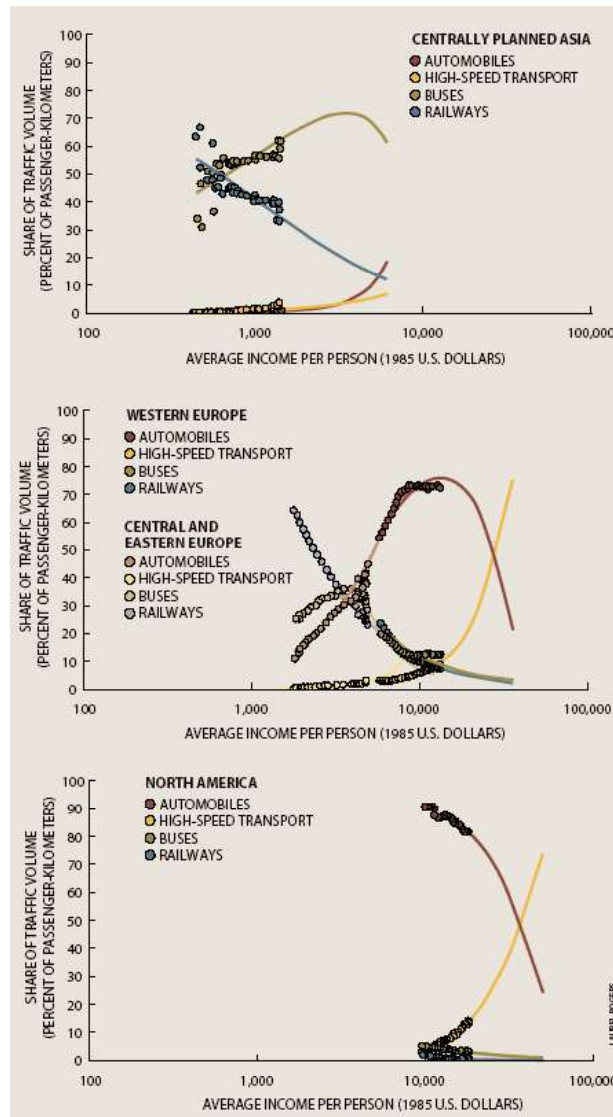 CENTRALLY PLANNED ASIA
AUTOMOBILES
HIGH-SPEED TRANSPORT
BUSES
RAILWAYS
SHARE OF TRAFFIC VOLUME
(PERCENT OF PASSENGER-KILOMETERS)
100
90
80
70
60
50
40
30
20
10
0
100
1,000
10,000
100,000
AVERAGE INCOME PER PERSON (1985 U.S. DOLLARS)
WESTERN EUROPE
AUTOMOBILES
HIGH-SPEED TRANSPORT
BUSES
RAILWAYS
CENTRAL AND
EASTERN EUROPE
AUTOMOBILES
HIGH-SPEED TRANSPORT
BUSES
RAILWAYS
SHARE OF TRAFFIC VOLUME
(PERCENT OF PASSENGER-KILOMETERS)
100
90
80
70
60
50
40
30
20
10
0
100
1,000
10,000
100,000
AVERAGE INCOME PER PERSON (1985 U.S. DOLLARS)
NORTH AMERICA
AUTOMOBILES
HIGH-SPEED TRANSPORT
BUSES
RAILWAYS
SHARE OF TRAFFIC VOLUME
(PERCENT OF PASSENGER-KILOMETERS)
100
90
80
70
60
50
40
30
20
10
0
100
1,000
10,000
100,000
AVERAGE INCOME PER PERSON (1985 U.S. DOLLARS)
ROGERS